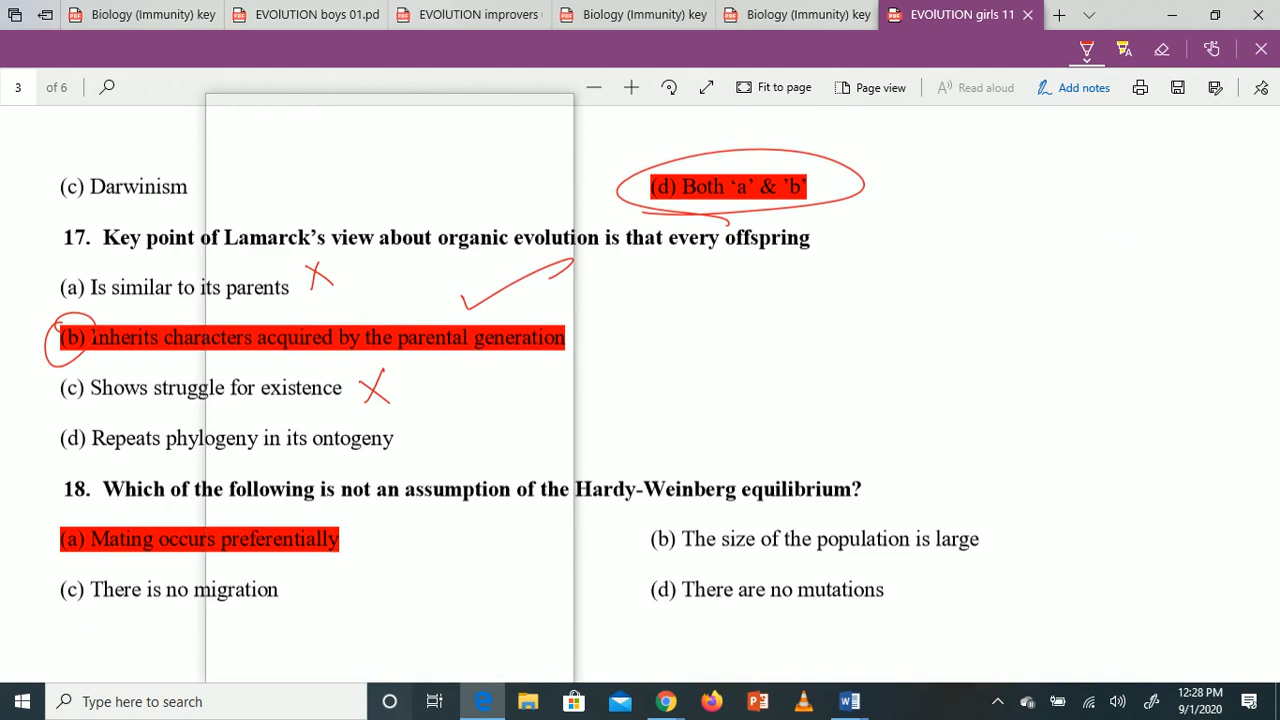 Biology (Immunity) key
EVOlUTION boys 01.pd
EVOlUTION improvers
Biology (Immunity) key
Biology (Immunity) key
EVOlUTION girls 11
3 of 6
Fit to page
Page view
Read aloud
Add notes
(c) Darwinism
(d) Both ‘a’ & ’b’
17. Key point of Lamarck’s view about organic evolution is that every offspring
(a) Is similar to its parents
(b) Inherits characters acquired by the parental generation
(c) Shows struggle for existence
(d) Repeats phylogeny in its ontogeny
18. Which of the following is not an assumption of the Hardy-Weinberg equilibrium?
(a) Mating occurs preferentially
(b) The size of the population is large
(c) There is no migration
(d) There are no mutations
Type here to search
12:28 PM
9/1/2020